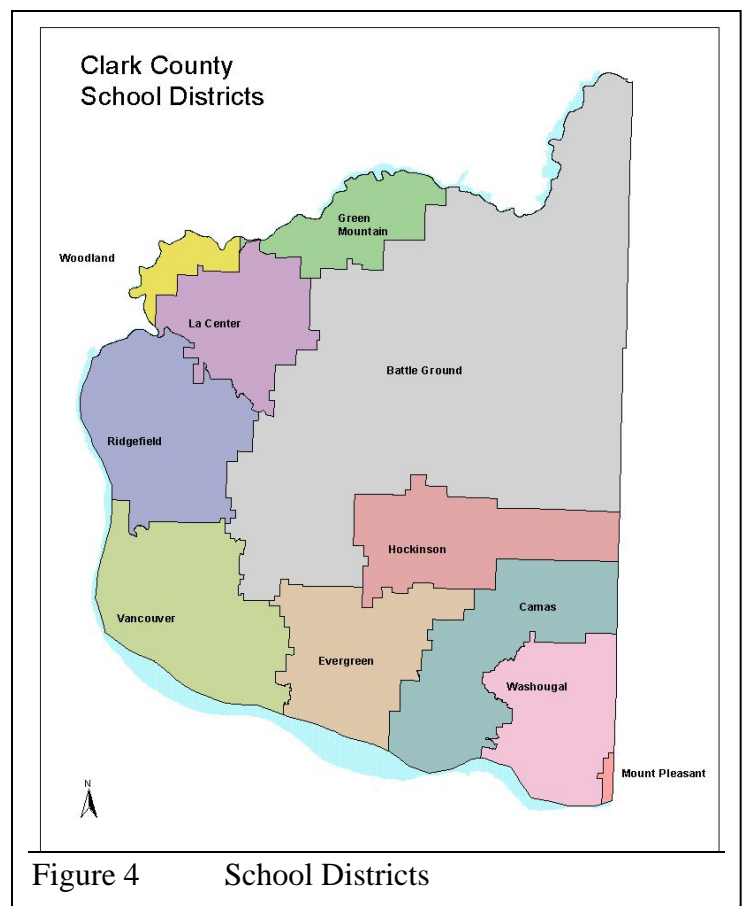 Clark County
School Districts
Green
Mountain
Woodland
La Center
Battle Ground
Ridgefield
Hockinson
Camas
Vancouver
Evergreen
Washougal
Mount Pleasant
N
Figure 4 School Districts